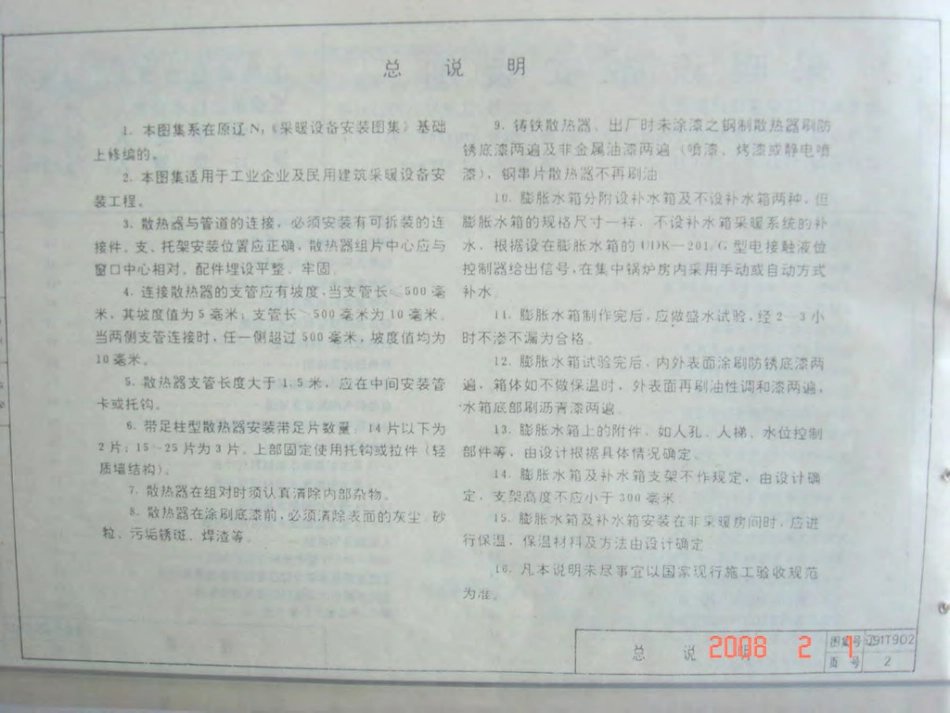 总 说 明
1. 本图集系在原辽N₁《采暖设备安装图集》基础
上修编的。
2. 本图集适用于工业企业及民用建筑采暖设备安
装工程。
3. 散热器与管道的连接，必须安装有可拆装的连
接件。支、托架安装位置应正确，散热器组片中心应与
窗口中心相对。配件埋设平整、牢固。
4. 连接散热器的支管应有坡度，当支管长≤500毫
米，其坡度值为5毫米；支管长>500毫米为10毫米。
当两侧支管连接时，任一侧超过500毫米，坡度值均为
10毫米。
5. 散热器支管长度大于1.5米，应在中间安装管
卡或托钩。
6. 带足柱型散热器安装带足片数量：14片以下为
2片；15—25片为3片。上部固定使用托钩或拉件（轻
质墙结构）。
7. 散热器在组对时须认真清除内部杂物。
8. 散热器在涂刷底漆前，必须清除表面的灰尘、砂
粒、污垢锈斑、焊渣等。
9. 铸铁散热器、出厂时未涂漆之钢制散热器刷防
锈底漆两遍及非金属油漆两遍（喷漆、烤漆或静电喷
漆）。钢串片散热器不再刷油
10. 膨胀水箱分附设补水箱及不设补水箱两种，但
膨胀水箱的规格尺寸一样。不设补水箱采暖系统的补
水，根据设在膨胀水箱的UDK—201/G型电接触液位
控制器给出信号，在集中锅炉房内采用手动或自动方式
补水
11. 膨胀水箱制作完后，应做盛水试验，经2—3小
时不渗不漏为合格。
12. 膨胀水箱试验完后，内外表面涂刷防锈底漆两
遍，箱体如不做保温时，外表面再刷油性调和漆两遍，
水箱底部刷沥青漆两遍
13. 膨胀水箱上的附件，如人孔、人梯、水位控制
部件等，由设计根据具体情况确定。
14. 膨胀水箱及补水箱支架不作规定，由设计确
定，支架高度不应小于300毫米
15. 膨胀水箱及补水箱安装在非采暖房间时，应进
行保温，保温材料及方法由设计确定
16. 凡本说明未尽事宜以国家现行施工验收规范
为准。
总 说 明 图集号 辽91T902
页 号 2
2008 2 1